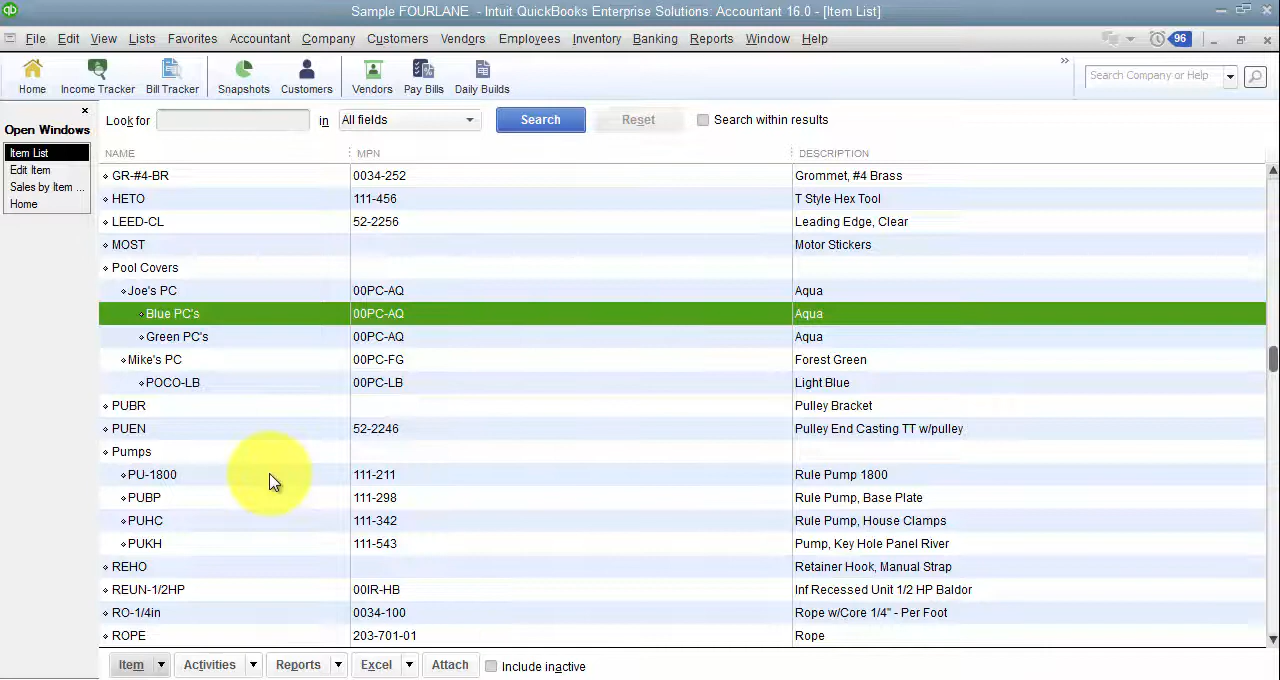 Sample FOURLANE - Intuit QuickBooks Enterprise Solutions: Accountant 16.0 - [Item List]
File Edit View Lists Favorites Accountant Company Customers Vendors Employees Inventory Banking Reports Window Help 96
Home Income Tracker Bill Tracker Snapshots Customers Vendors Pay Bills Daily Builds Search Company or Help
Open Windows
Item List
Edit Item
Sales by Item ...
Home
Look for in All fields Search Reset Search within results
NAME MPN DESCRIPTION
GR-#4-BR 0034-252 Grommet, #4 Brass
HETO 111-456 T Style Hex Tool
LEED-CL 52-2256 Leading Edge, Clear
MOST Motor Stickers
Pool Covers
Joe's PC 00PC-AQ Aqua
Blue PC's 00PC-AQ Aqua
Green PC's 00PC-AQ Aqua
Mike's PC 00PC-FG Forest Green
POCO-LB 00PC-LB Light Blue
PUBR Pulley Bracket
PUEN 52-2246 Pulley End Casting TT w/pulley
Pumps
PU-1800 111-211 Rule Pump 1800
PUBP 111-298 Rule Pump, Base Plate
PUHC 111-342 Rule Pump, House Clamps
PUKH 111-543 Pump, Key Hole Panel River
REHO Retainer Hook, Manual Strap
REUN-1/2HP 00IR-HB Inf Recessed Unit 1/2 HP Baldor
RO-1/4in 0034-100 Rope w/Core 1/4" - Per Foot
ROPE 203-701-01 Rope
Item Activities Reports Excel Attach Include inactive